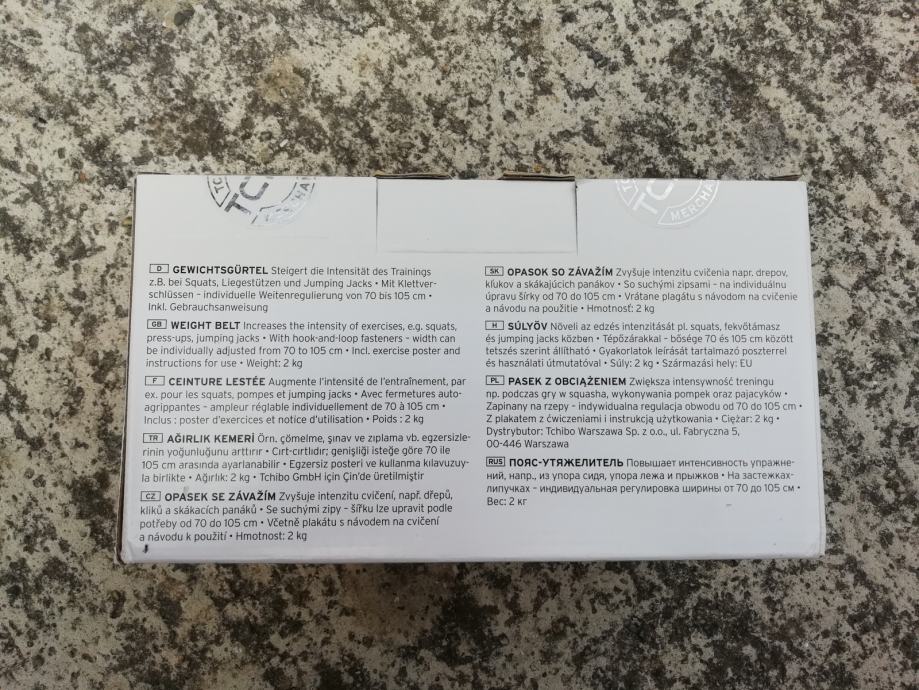 TC
TC
MERCHA
MERCHAN
D GEWICHTSGÜRTEL Steigert die Intensität des Trainings
z.B. bei Squats, Liegestützen und Jumping Jacks • Mit Klettver-
schlüssen – individuelle Weitenregulierung von 70 bis 105 cm •
Inkl. Gebrauchsanweisung
GB WEIGHT BELT Increases the intensity of exercises, e.g. squats,
press-ups, jumping jacks • With hook-and-loop fasteners – width can
be individually adjusted from 70 to 105 cm • Incl. exercise poster and
instructions for use • Weight: 2 kg
F CEINTURE LESTÉE Augmente l'intensité de l'entraînement, par
ex. pour les squats, pompes et jumping jacks • Avec fermetures auto-
agrippantes – ampleur réglable individuellement de 70 à 105 cm •
Inclus : poster d'exercices et notice d'utilisation • Poids : 2 kg
TR AĞIRLIK KEMERİ Örn. çömelme, şınav ve zıplama vb. egzersizle-
rinin yoğunluğunu arttırır • Cırt-cırtlıdır; genişliği isteğe göre 70 ile
105 cm arasında ayarlanabilir • Egzersiz posteri ve kullanma kılavuzuy-
la birlikte • Ağırlık: 2 kg • Tchibo GmbH için Çin'de üretilmiştir
CZ OPASEK SE ZÁVAŽÍM Zvyšuje intenzitu cvičení, např. dřepů,
kliků a skákacích panáků • Se suchými zipy – šířku lze upravit podle
potřeby od 70 do 105 cm • Včetně plakátu s návodem na cvičení
a návodu k použití • Hmotnost: 2 kg
SK OPASOK SO ZÁVAŽÍM Zvyšuje intenzitu cvičenia napr. drepov,
kľukov a skákajúcich panákov • So suchými zipsami – na individuálnu
úpravu šírky od 70 do 105 cm • Vrátane plagátu s návodom na cvičenie
a návodu na použitie • Hmotnosť: 2 kg
H SÚLYÖV Növeli az edzés intenzitását pl. squats, fekvőtámasz
és jumping jacks közben • Tépőzárakkal – bősége 70 és 105 cm között
tetszés szerint állítható • Gyakorlatok leírását tartalmazó poszterrel
és használati útmutatóval • Súly: 2 kg • Származási hely: EU
PL PASEK Z OBCIĄŻENIEM Zwiększa intensywność treningu
np. podczas gry w squasha, wykonywania pompek oraz pajacyków •
Zapinany na rzepy – indywidualna regulacja obwodu od 70 do 105 cm •
Z plakatem z ćwiczeniami i instrukcją użytkowania • Ciężar: 2 kg •
Dystrybutor: Tchibo Warszawa Sp. z o.o., ul. Fabryczna 5,
00-446 Warszawa
RUS ПОЯС-УТЯЖЕЛИТЕЛЬ Повышает интенсивность упражне-
ний, напр., из упора сидя, упора лежа и прыжков • На застежках-
липучках – индивидуальная регулировка ширины от 70 до 105 см •
Вес: 2 кг